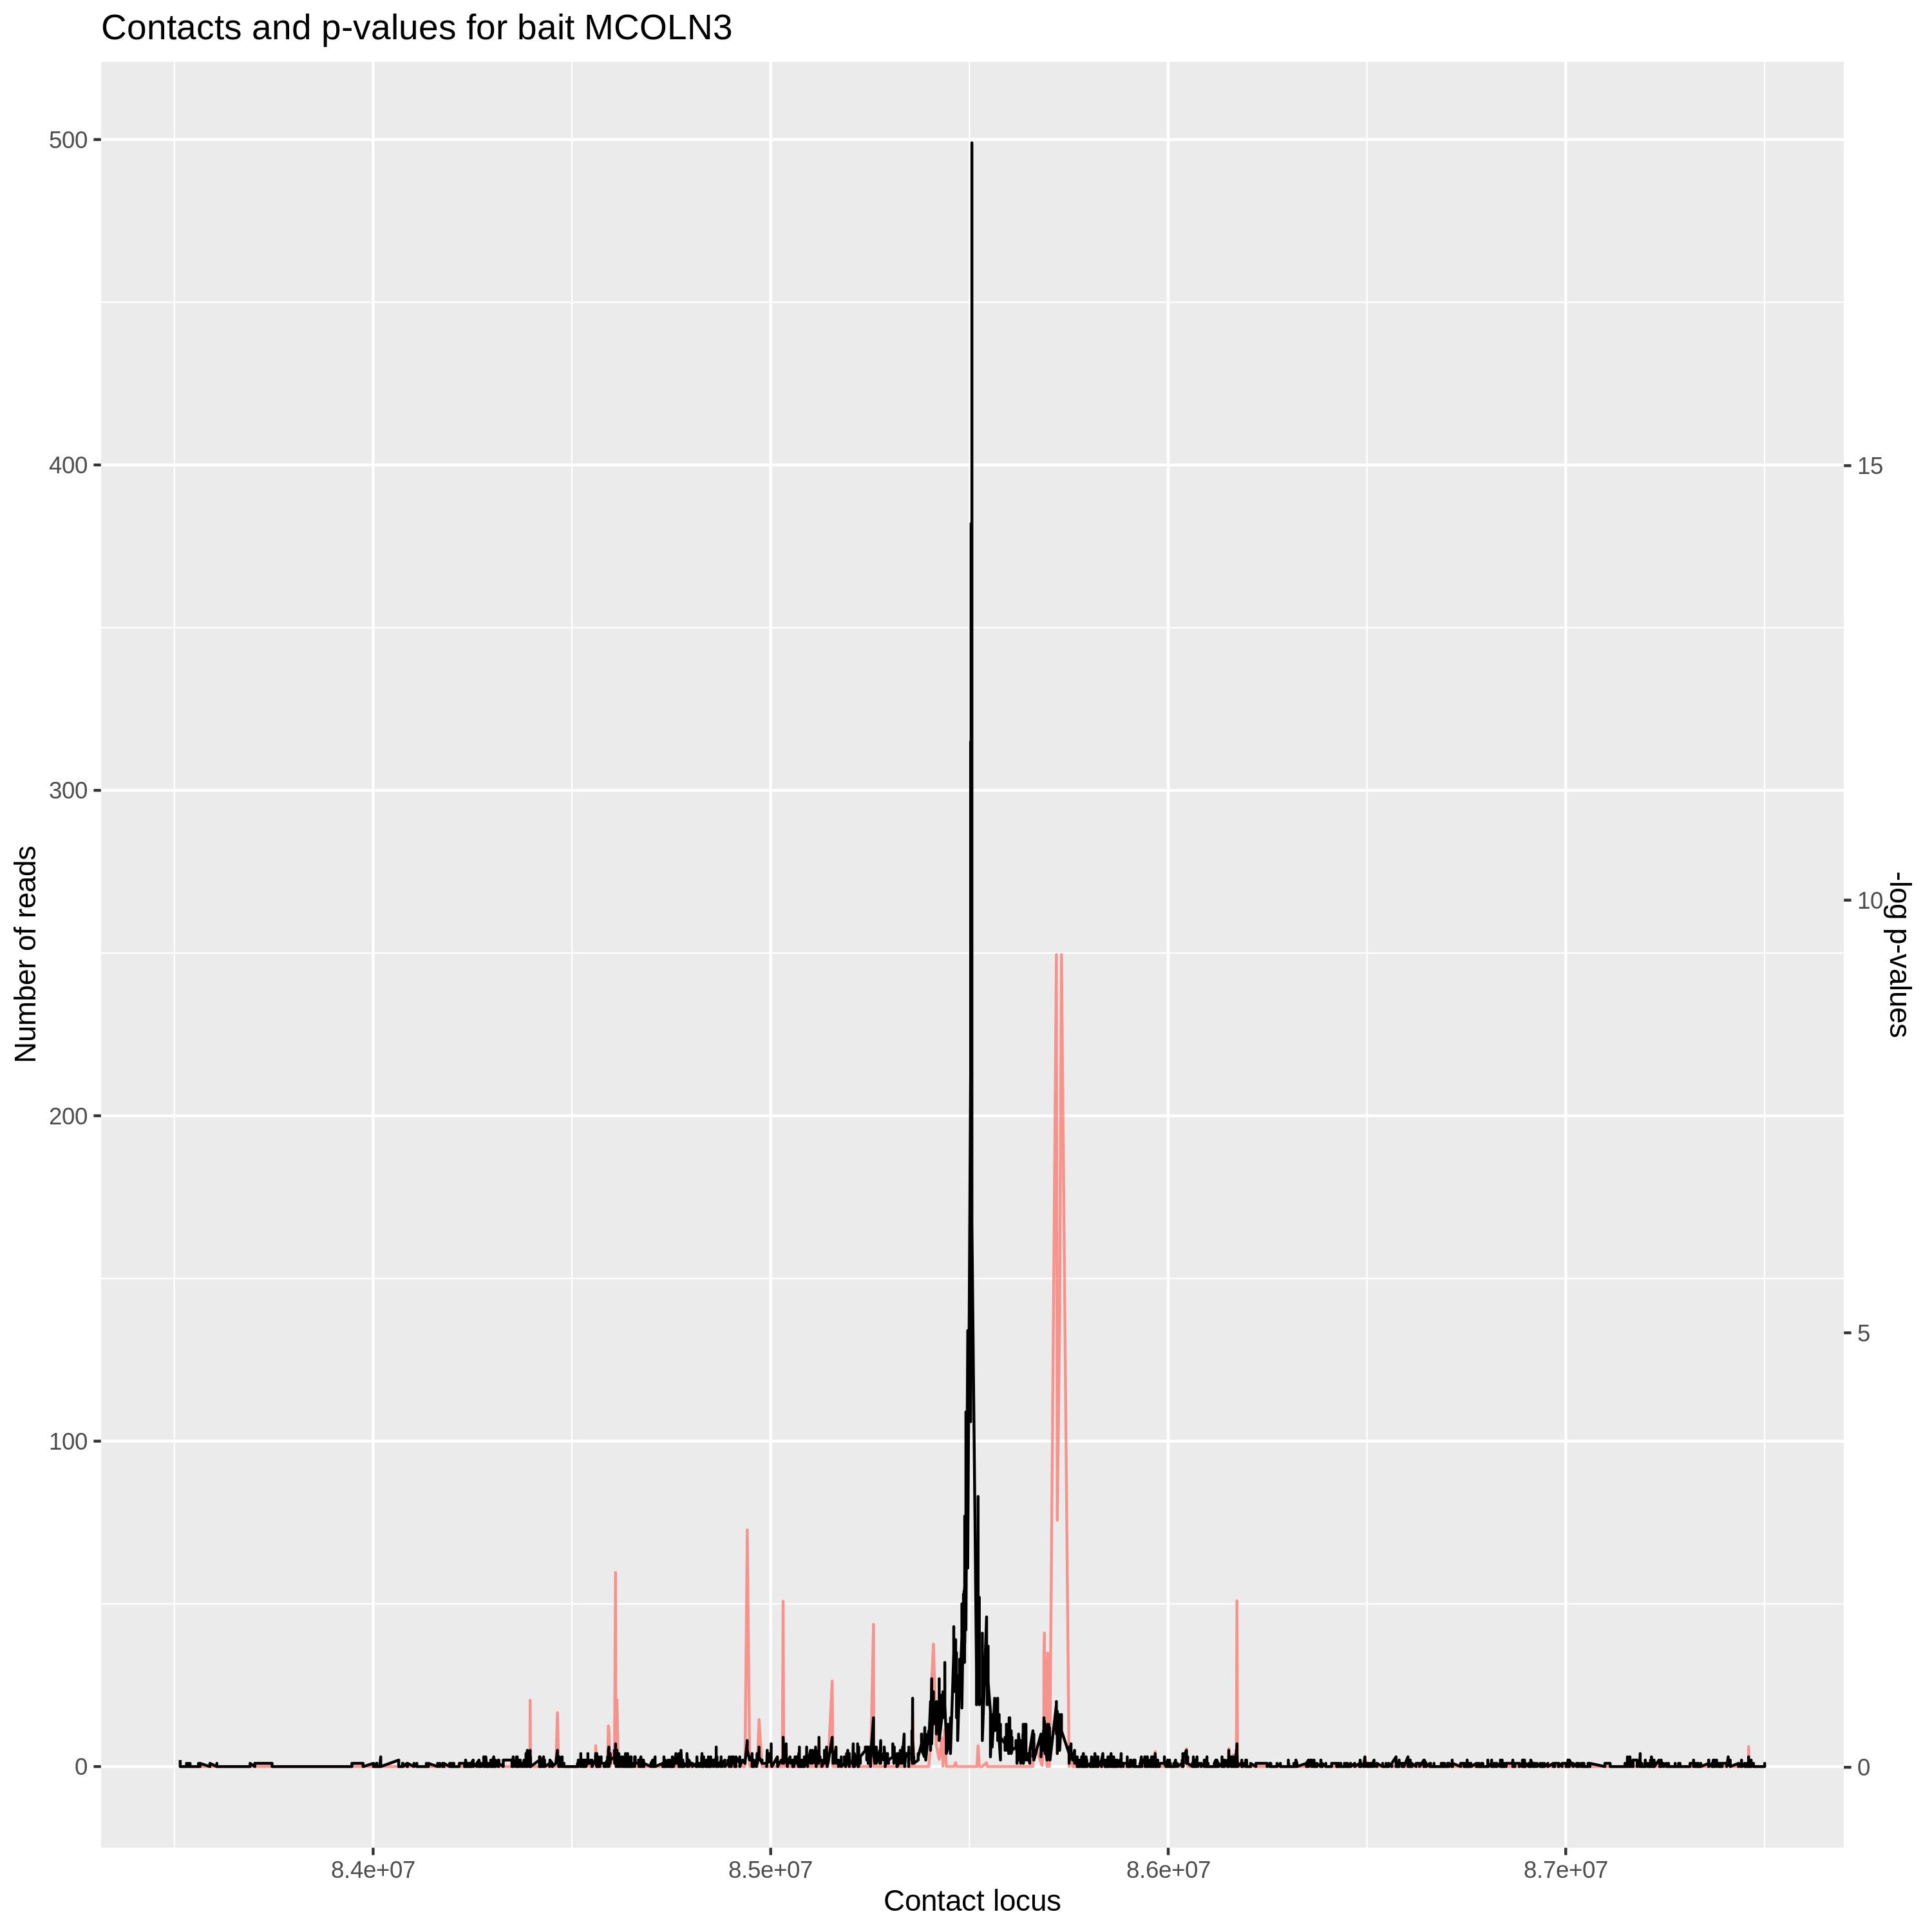 Contacts and p-values for bait MCOLN3
500
400
300
200
100
0
Number of reads
15
10
5
0
-log p-values
8.4e+07
8.5e+07
8.6e+07
8.7e+07
Contact locus